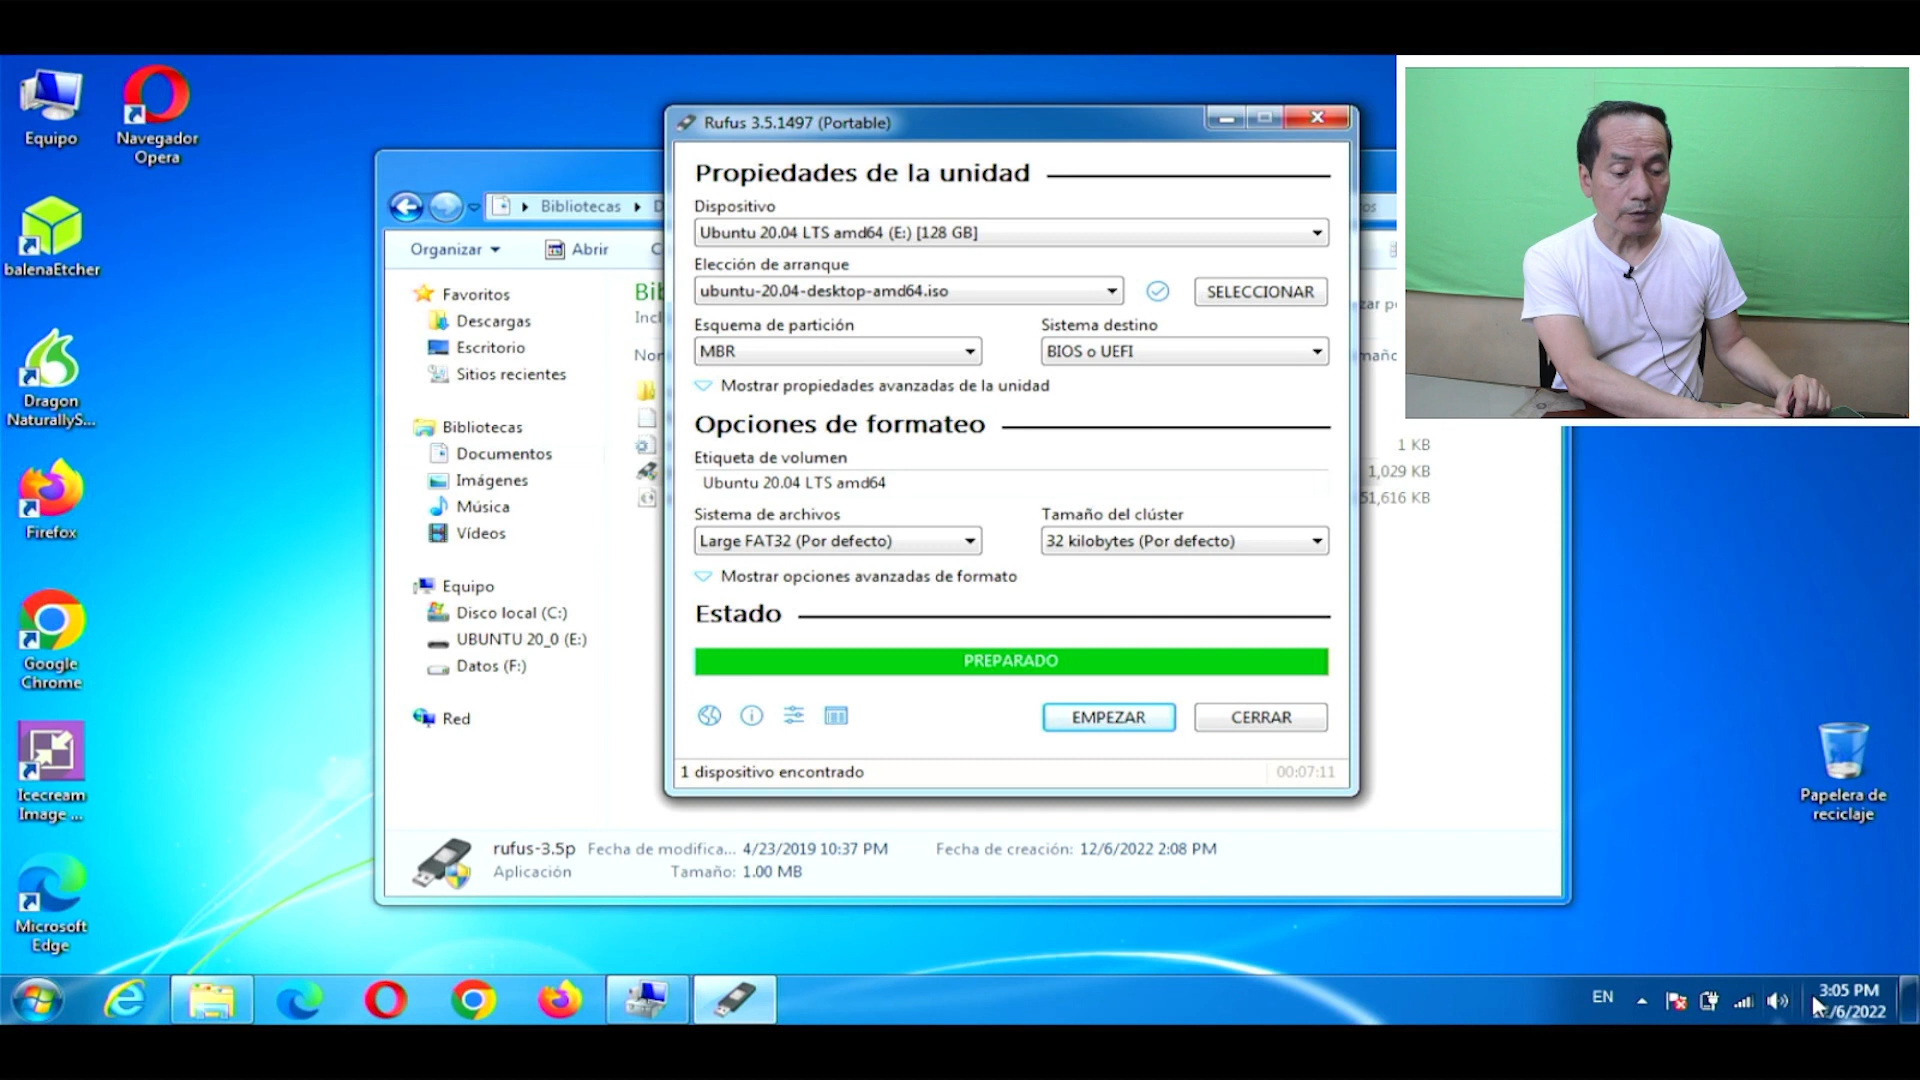 Equipo
Navegador
Opera
balenaEtcher
Dragon
NaturallyS...
Firefox
Google
Chrome
Icecream
Image ...
Microsoft
Edge
Papelera de
reciclaje
Bibliotecas
Organizar
Abrir
Favoritos
Descargas
Escritorio
Sitios recientes
Bibliotecas
Documentos
Imágenes
Música
Vídeos
Equipo
Disco local (C:)
UBUNTU 20_0 (E:)
Datos (F:)
Red
1 KB
1,029 KB
51,616 KB
Rufus 3.5.1497 (Portable)
Propiedades de la unidad
Dispositivo
Ubuntu 20.04 LTS amd64 (E:) [128 GB]
Elección de arranque
ubuntu-20.04-desktop-amd64.iso
SELECCIONAR
Esquema de partición
Sistema destino
MBR
BIOS o UEFI
Mostrar propiedades avanzadas de la unidad
Opciones de formateo
Etiqueta de volumen
Ubuntu 20.04 LTS amd64
Sistema de archivos
Tamaño del clúster
Large FAT32 (Por defecto)
32 kilobytes (Por defecto)
Mostrar opciones avanzadas de formato
Estado
PREPARADO
EMPEZAR
CERRAR
1 dispositivo encontrado
00:07:11
rufus-3.5p
Fecha de modifica... 4/23/2019 10:37 PM
Fecha de creación: 12/6/2022 2:08 PM
Aplicación
Tamaño: 1.00 MB
EN
3:05 PM
/6/2022